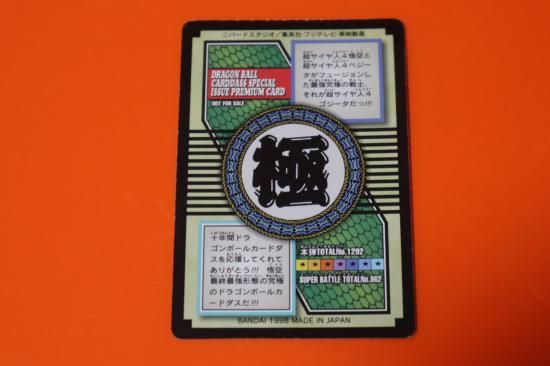 ©バードスタジオ/集英社・フジテレビ・東映動画
DRAGON BALL
CARDDASS SPECIAL
ISSUE PREMIUM CARD
NOT FOR SALE
超サイヤ人4悟空と
超サイヤ人4ベジー
タがフュージョンし
た最強究極の戦士。
それが超サイヤ人4
ゴジータだっ!!!
極
十年間ドラ
ゴンボールカードダ
スを応援してくれて
ありがとう!!! 悟空
最終最強形態の究極
のドラゴンボールカー
ドダスだ!!!
本弾TOTALNo.1292
SUPER BATTLE TOTALNo.962
BANDAI 1998 MADE IN JAPAN